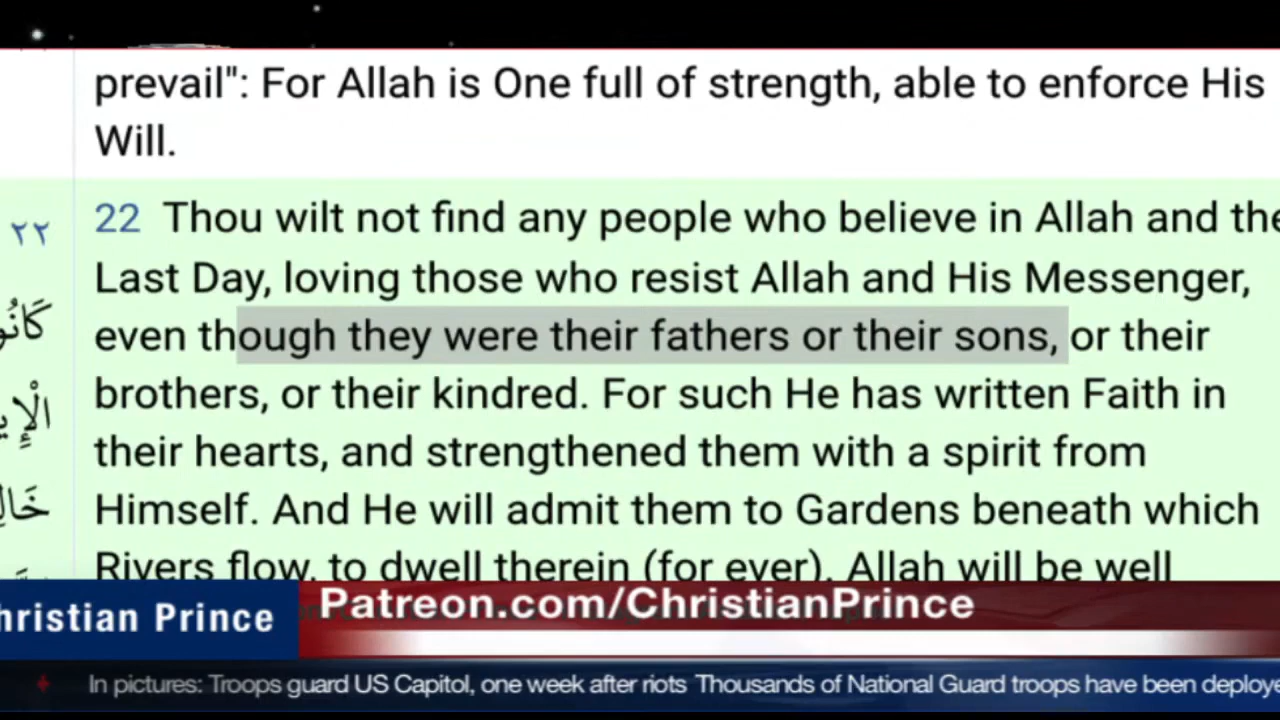 prevail": For Allah is One full of strength, able to enforce His
Will.
٢٢
22 Thou wilt not find any people who believe in Allah and the
Last Day, loving those who resist Allah and His Messenger,
even though they were their fathers or their sons, or their
brothers, or their kindred. For such He has written Faith in
their hearts, and strengthened them with a spirit from
Himself. And He will admit them to Gardens beneath which
Rivers flow, to dwell therein (for ever). Allah will be well
hristian Prince
Patreon.com/ChristianPrince
In pictures: Troops guard US Capitol, one week after riots Thousands of National Guard troops have been deploye